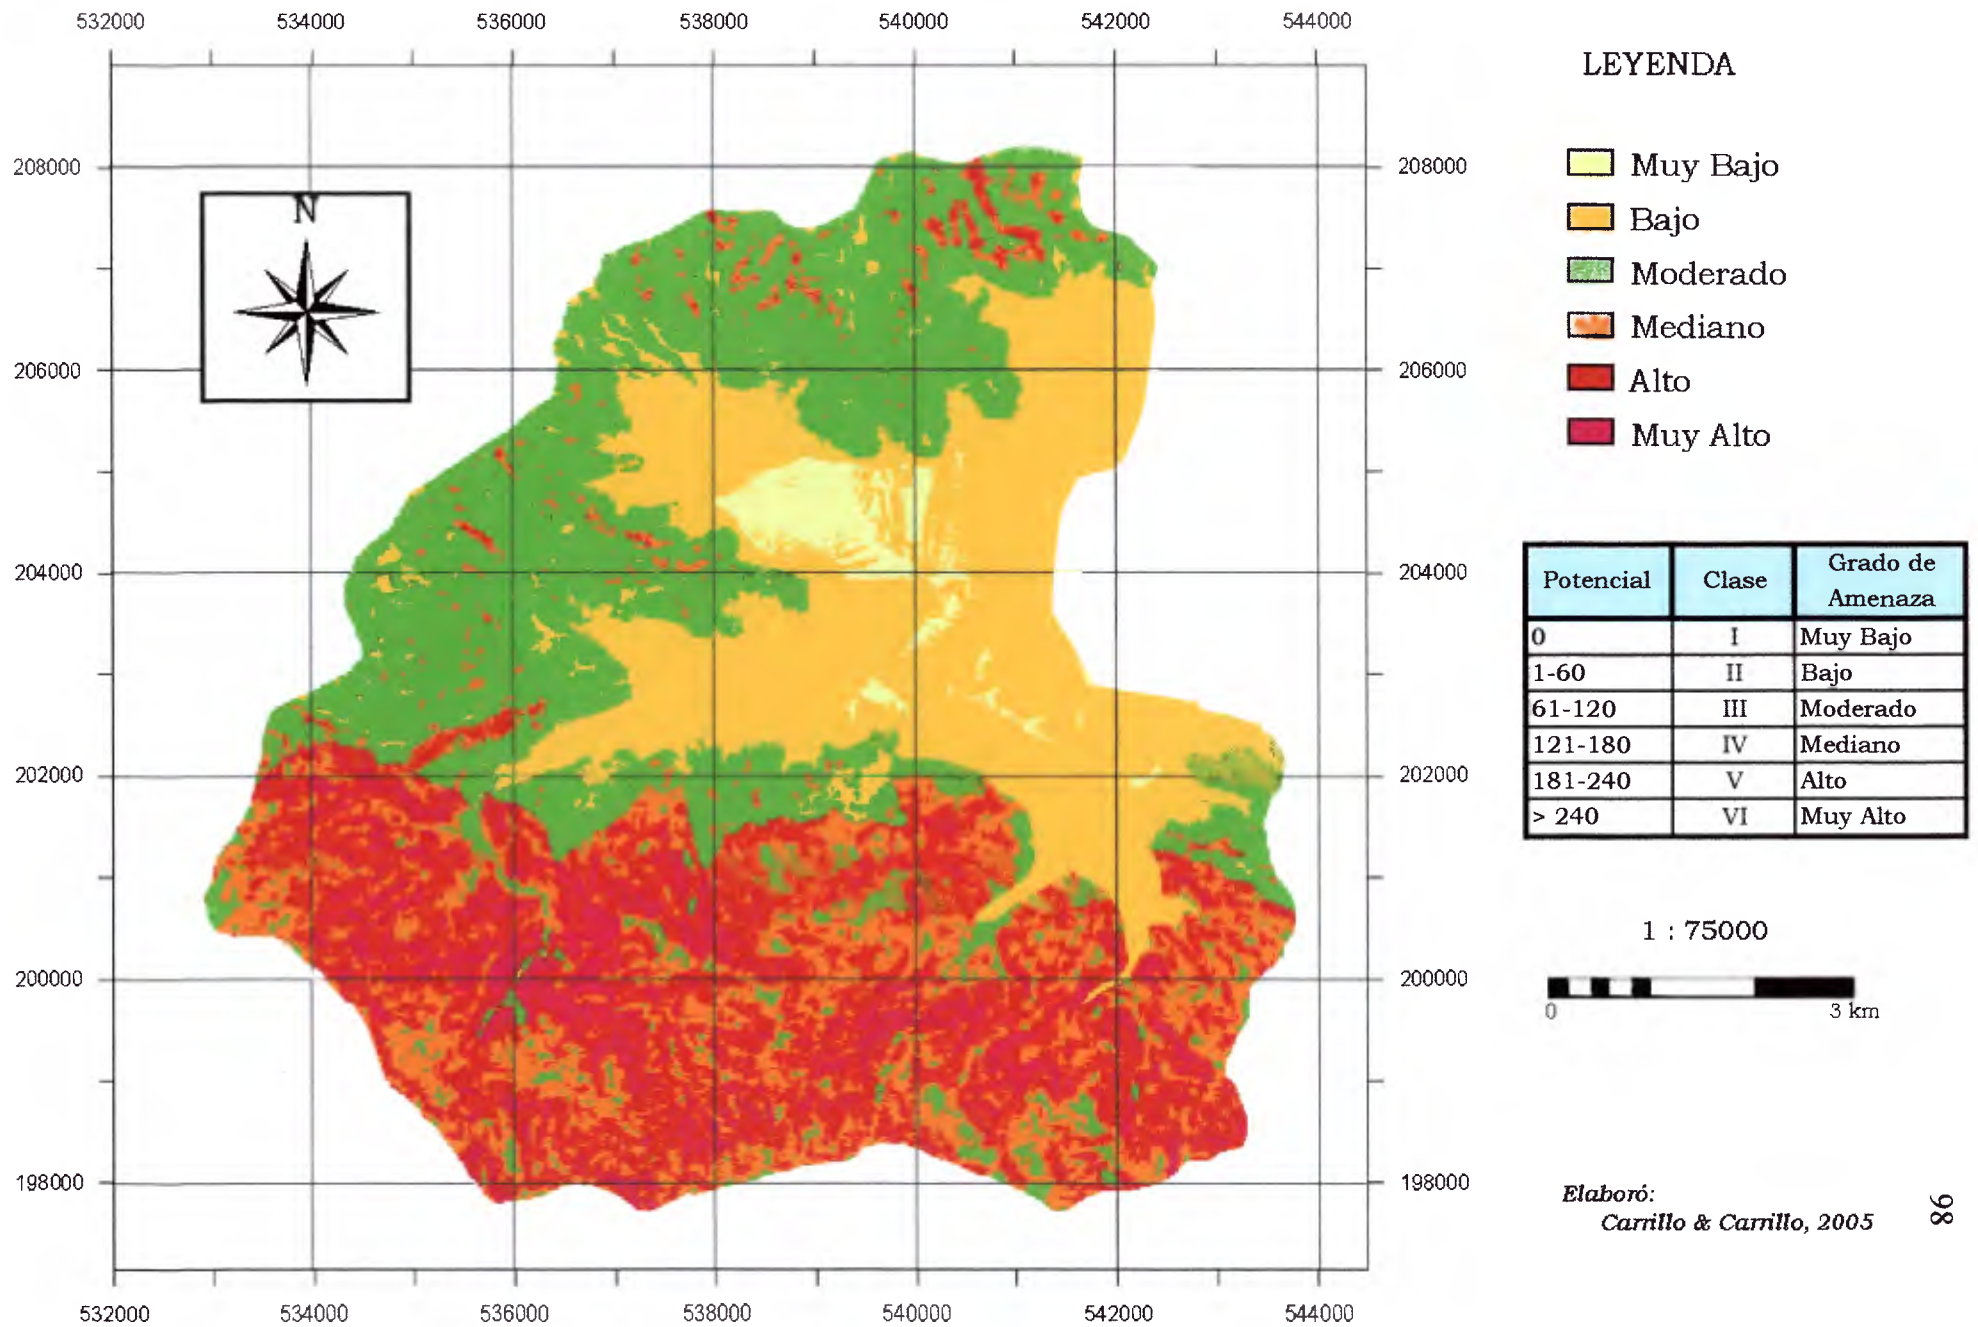 532000 534000 536000 538000 540000 542000 544000
LEYENDA
Muy Bajo
Bajo
Moderado
Mediano
Alto
Muy Alto
208000 208000
N
206000 206000
204000 204000
202000 202000
200000 200000
198000 198000
532000 534000 536000 538000 540000 542000 544000
Potencial Clase Grado de Amenaza
0 I Muy Bajo
1-60 II Bajo
61-120 III Moderado
121-180 IV Mediano
181-240 V Alto
> 240 VI Muy Alto
1 : 75000
0 3 km
Elaboró:
Carrillo & Carrillo, 2005
98